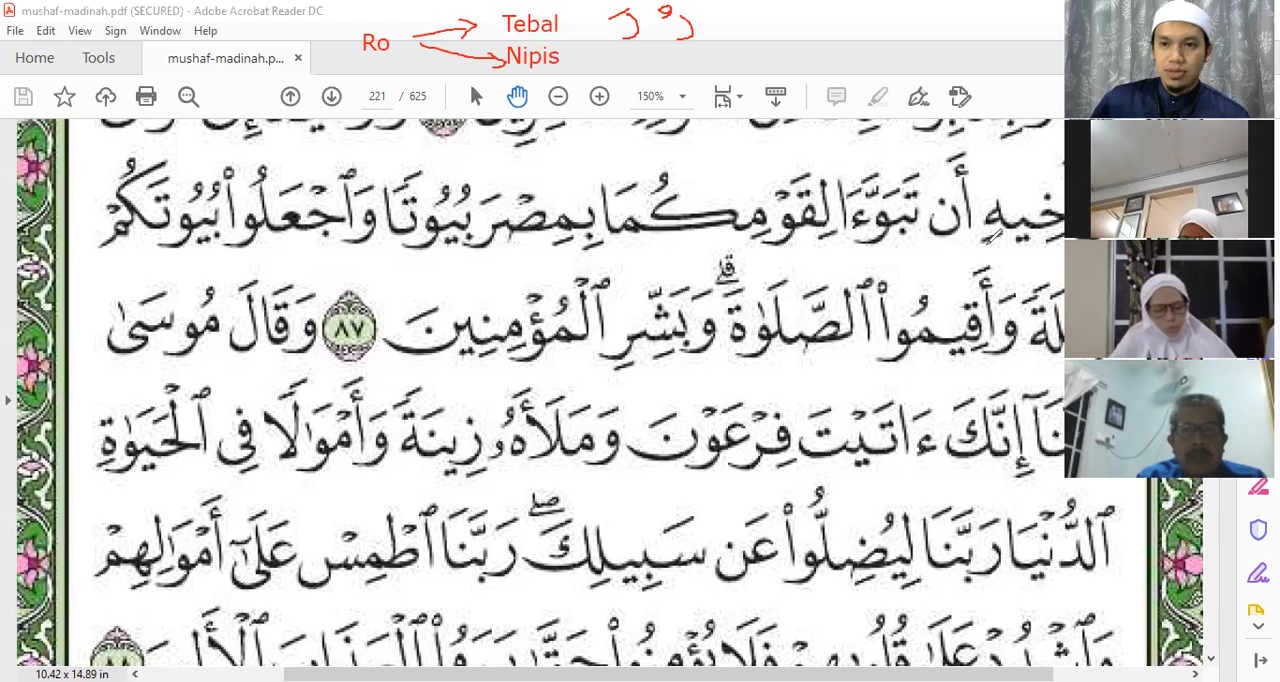 mushaf-madinah.pdf (SECURED) - Adobe Acrobat Reader DC
File Edit View Sign Window Help
Home Tools mushaf-madinah.p... ×
Ro
Tebal
Nipis
221 / 625
150%
أَن تَبَوَّءَا لِقَوْمِكُمَا بِمِصْرَ بُيُوتًا وَٱجْعَلُوا۟ بُيُوتَكُمْ
وَأَقِيمُوا۟ ٱلصَّلَوٰةَ ۗ وَبَشِّرِ ٱلْمُؤْمِنِينَ ٨٧ وَقَالَ مُوسَىٰ
إِنَّكَ ءَاتَيْتَ فِرْعَوْنَ وَمَلَأَهُۥ زِينَةً وَأَمْوَٰلًا فِى ٱلْحَيَوٰةِ
ٱلدُّنْيَا رَبَّنَا لِيُضِلُّوا۟ عَن سَبِيلِكَ ۖ رَبَّنَا ٱطْمِسْ عَلَىٰٓ أَمْوَٰلِهِمْ
10.42 x 14.89 in